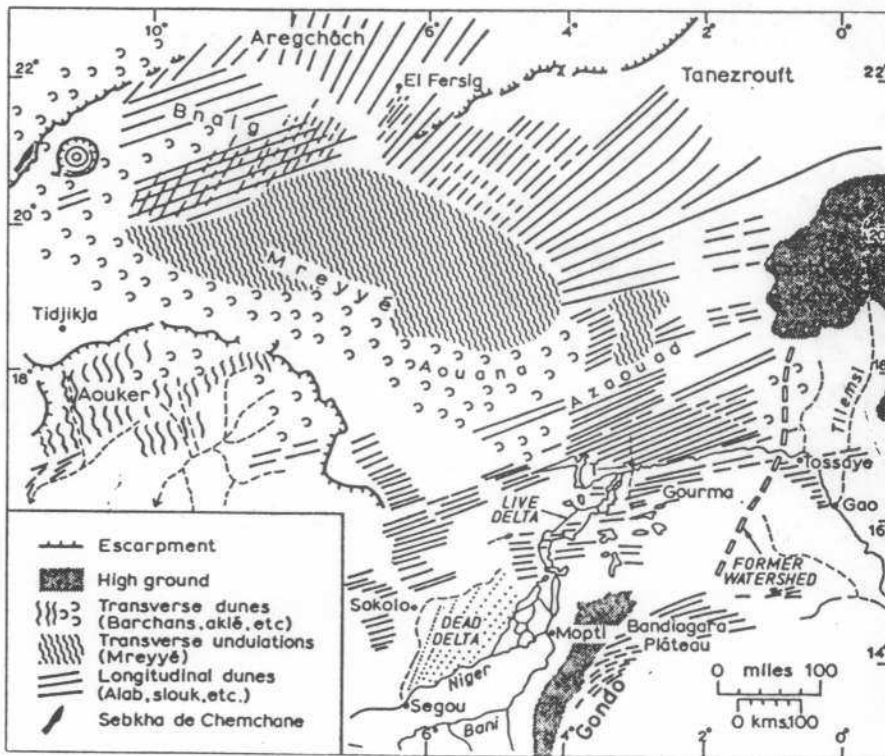 10° 6° 4° 2° 0°
Aregchâch
22° 22°
El Fersig
Tanezrouft
Bnaig
20° 20
Mreyyé
Tidjikja
Aouana
18° 18
Azaouad
Aouker
Tilemsi
Tossaye
LIVE DELTA
Gourma
Gao
16°
FORMER WATERSHED
Sokolo
DEAD DELTA
Mopti
Bandiagara Plâteau
14°
Niger
Segou
Gondo
Bani
6° 4° 2° 0°
Escarpment
High ground
Transverse dunes
(Barchans, aklé, etc)
Transverse undulations
(Mreyyé)
Longitudinal dunes
(Alab, slouk, etc.)
Sebkha de Chemchane
0 miles 100
0 kms 100